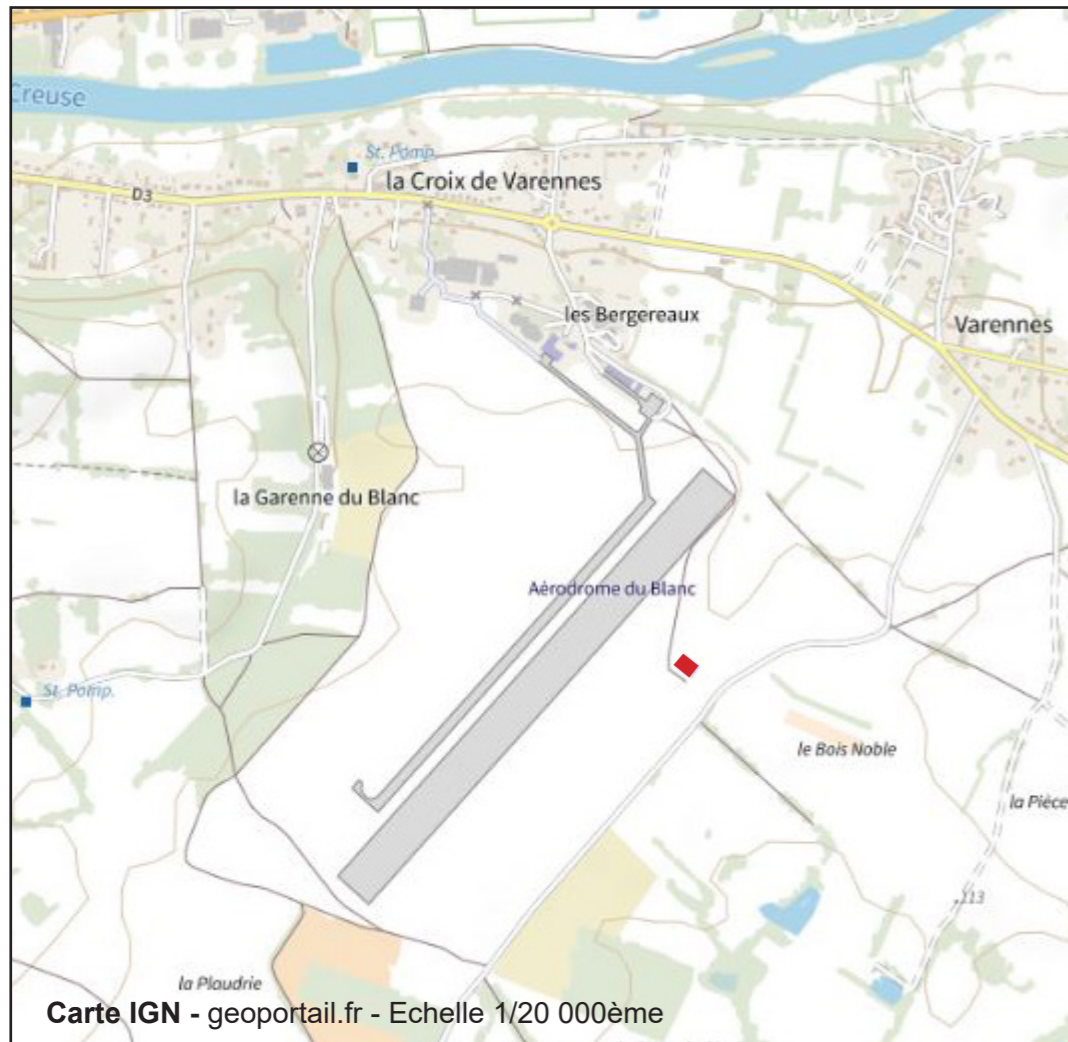 Creuse
St. Pomp.
la Croix de Varennes
D3
les Bergereaux
Varennes
la Garenne du Blanc
Aérodrome du Blanc
St. Pomp.
le Bois Noble
la Pièce
.113
la Plaudrie
Carte IGN - geoportail.fr - Echelle 1/20 000ème